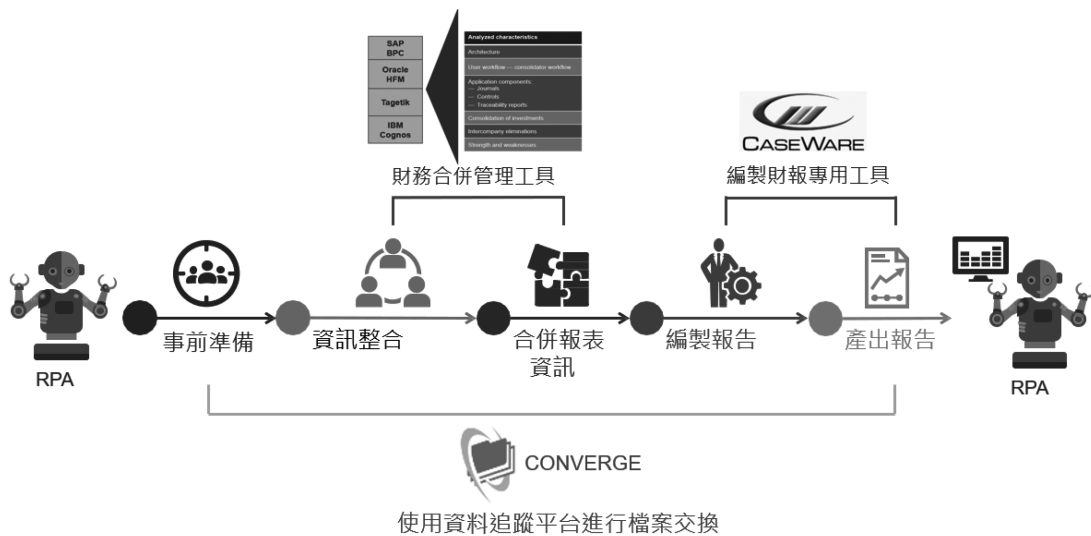 SAP
BPC
Oracle
HFM
Tagetik
IBM
Cognos
Analyzed characteristics
Architecture
User workflow — consolidator workflow
Application components
— Journals
— Controls
— Traceability reports
Consolidation of investments
Intercompany eliminations
Strength and weaknesses
財務合併管理工具
CASEWARE
編製財報專用工具
RPA
事前準備
資訊整合
合併報表
資訊
編製報告
產出報告
RPA
CONVERGE
使用資料追蹤平台進行檔案交換